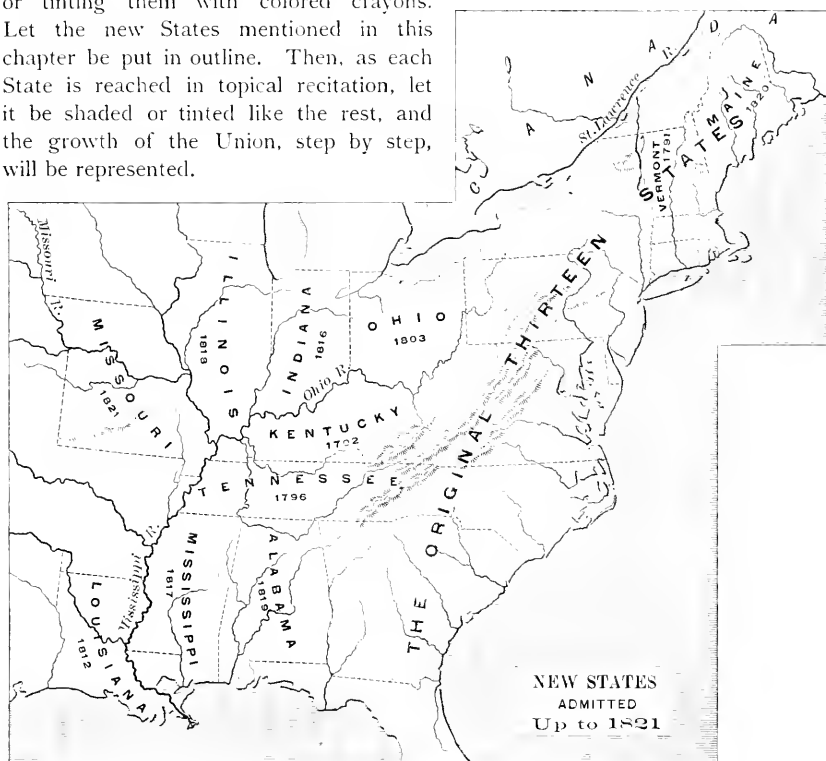 or tinting them with colored crayons.
Let the new States mentioned in this
chapter be put in outline. Then, as each
State is reached in topical recitation, let
it be shaded or tinted like the rest, and
the growth of the Union, step by step,
will be represented.
CANADA
St. Lawrence R.
MAINE
1820
VERMONT
1791
THE ORIGINAL THIRTEEN STATES
Missouri R.
ILLINOIS
1818
INDIANA
1816
OHIO
1803
MISSOURI
1821
Ohio R.
KENTUCKY
1792
TENNESSEE
1796
Mississippi R.
MISSISSIPPI
1817
ALABAMA
1819
LOUISIANA
1812
NEW STATES
ADMITTED
Up to 1821